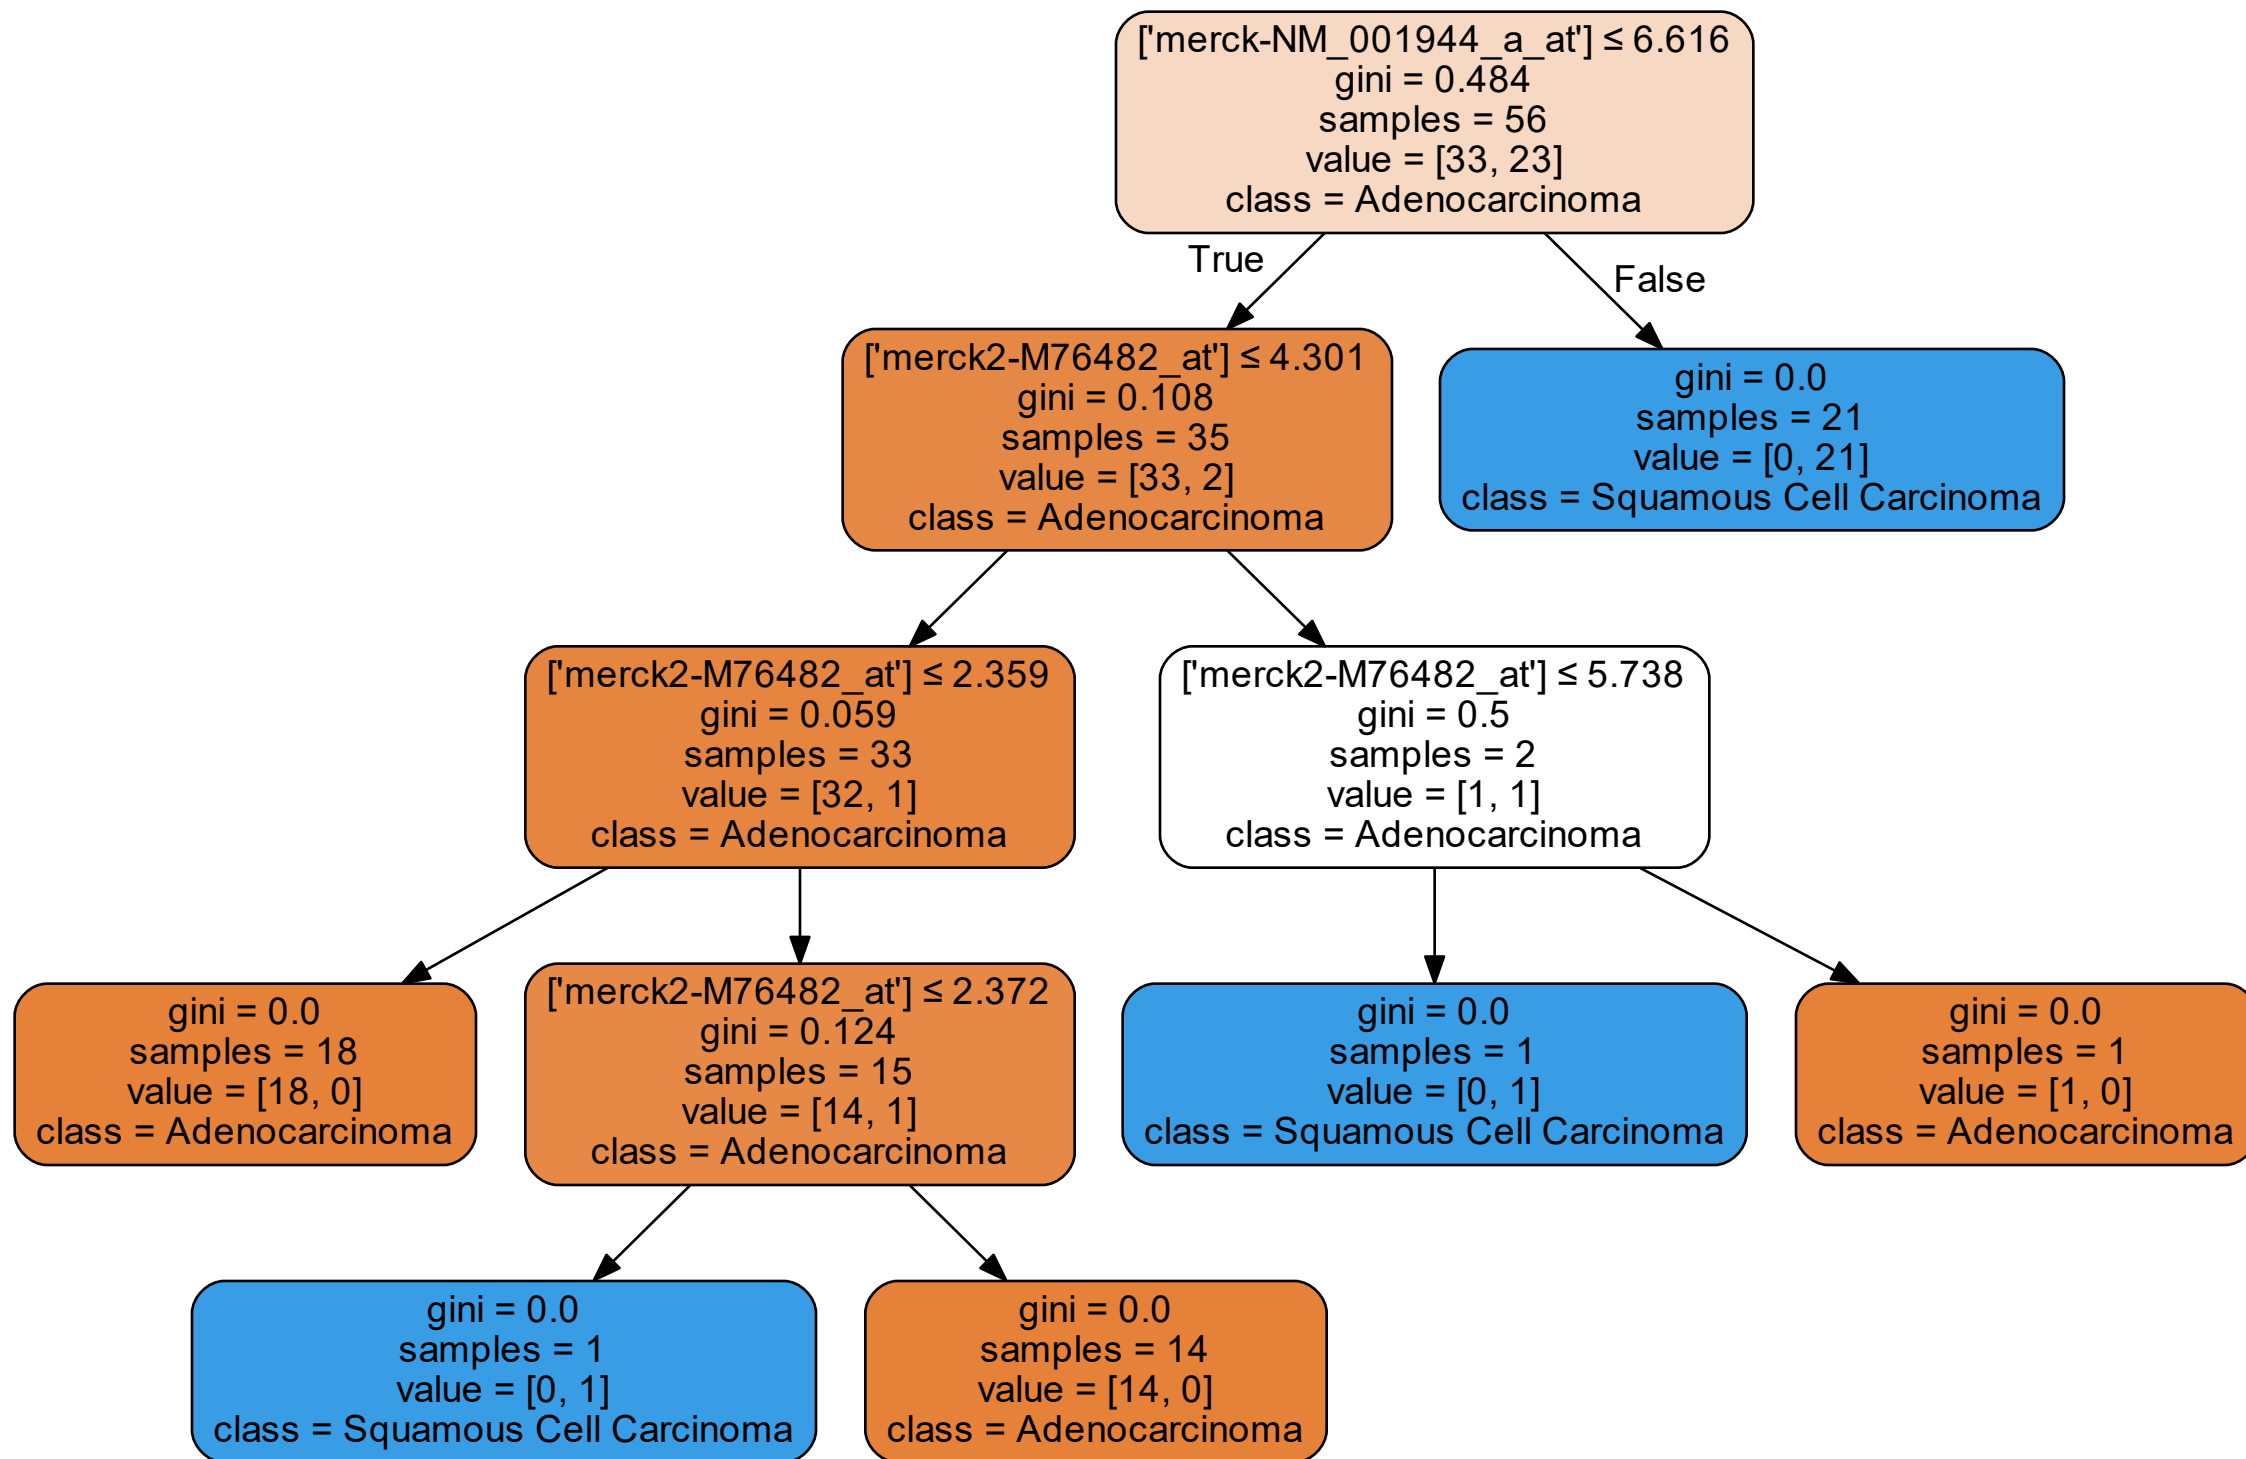 ['merck-NM_001944_a_at'] ≤ 6.616
gini = 0.484
samples = 56
value = [33, 23]
class = Adenocarcinoma
True
False
['merck2-M76482_at'] ≤ 4.301
gini = 0.108
samples = 35
value = [33, 2]
class = Adenocarcinoma
gini = 0.0
samples = 21
value = [0, 21]
class = Squamous Cell Carcinoma
['merck2-M76482_at'] ≤ 2.359
gini = 0.059
samples = 33
value = [32, 1]
class = Adenocarcinoma
['merck2-M76482_at'] ≤ 5.738
gini = 0.5
samples = 2
value = [1, 1]
class = Adenocarcinoma
gini = 0.0
samples = 18
value = [18, 0]
class = Adenocarcinoma
['merck2-M76482_at'] ≤ 2.372
gini = 0.124
samples = 15
value = [14, 1]
class = Adenocarcinoma
gini = 0.0
samples = 1
value = [0, 1]
class = Squamous Cell Carcinoma
gini = 0.0
samples = 1
value = [1, 0]
class = Adenocarcinoma
gini = 0.0
samples = 1
value = [0, 1]
class = Squamous Cell Carcinoma
gini = 0.0
samples = 14
value = [14, 0]
class = Adenocarcinoma